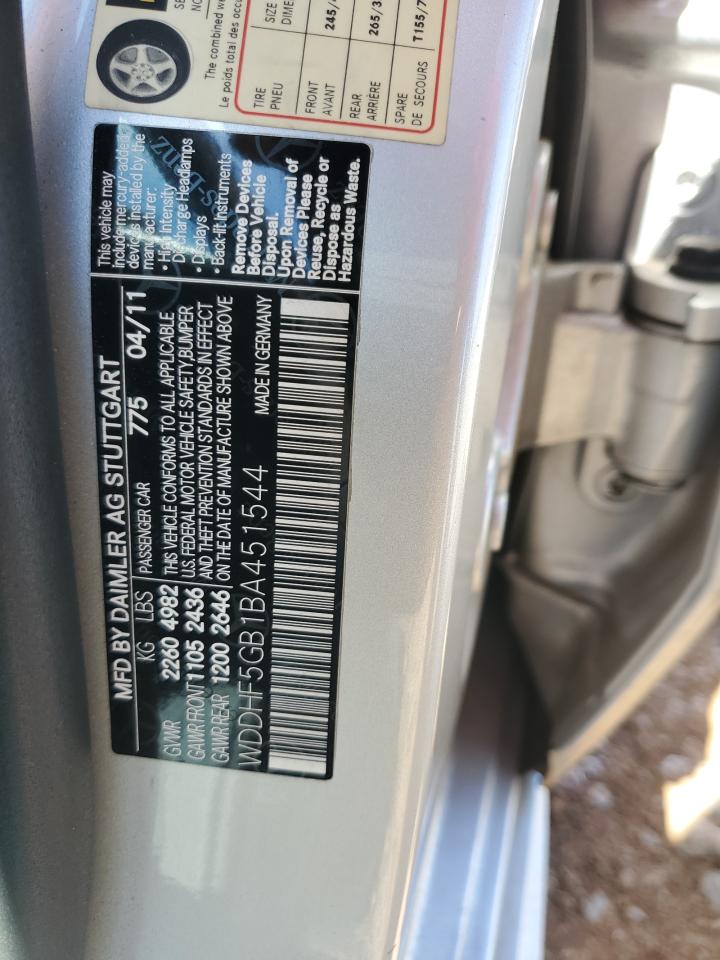 SIZE
DIME
245/
265/3
T155/7
TIRE
PNEU
FRONT
AVANT
REAR
ARRIÈRE
SPARE
DE SECOURS
The combined
Le poids total des
MFD BY DAIMLER AG STUTTGART
KG LBS PASSENGER CAR 775 04/11
GVWR 2260 4982
GAWR FRONT 1105 2436
GAWR REAR 1200 2646
THIS VEHICLE CONFORMS TO ALL APPLICABLE
U.S. FEDERAL MOTOR VEHICLE SAFETY, BUMPER
AND THEFT PREVENTION STANDARDS IN EFFECT
ON THE DATE OF MANUFACTURE SHOWN ABOVE
WDDHF5GB1BA451544 MADE IN GERMANY
This vehicle may
include mercury-added
devices installed by the
manufacturer:
• High Intensity
Discharge Headlamps
• Displays
• Back-lit Instruments
Remove Devices
Before Vehicle
Disposal.
Upon Removal of
Devices Please
Reuse, Recycle or
Dispose as
Hazardous Waste.